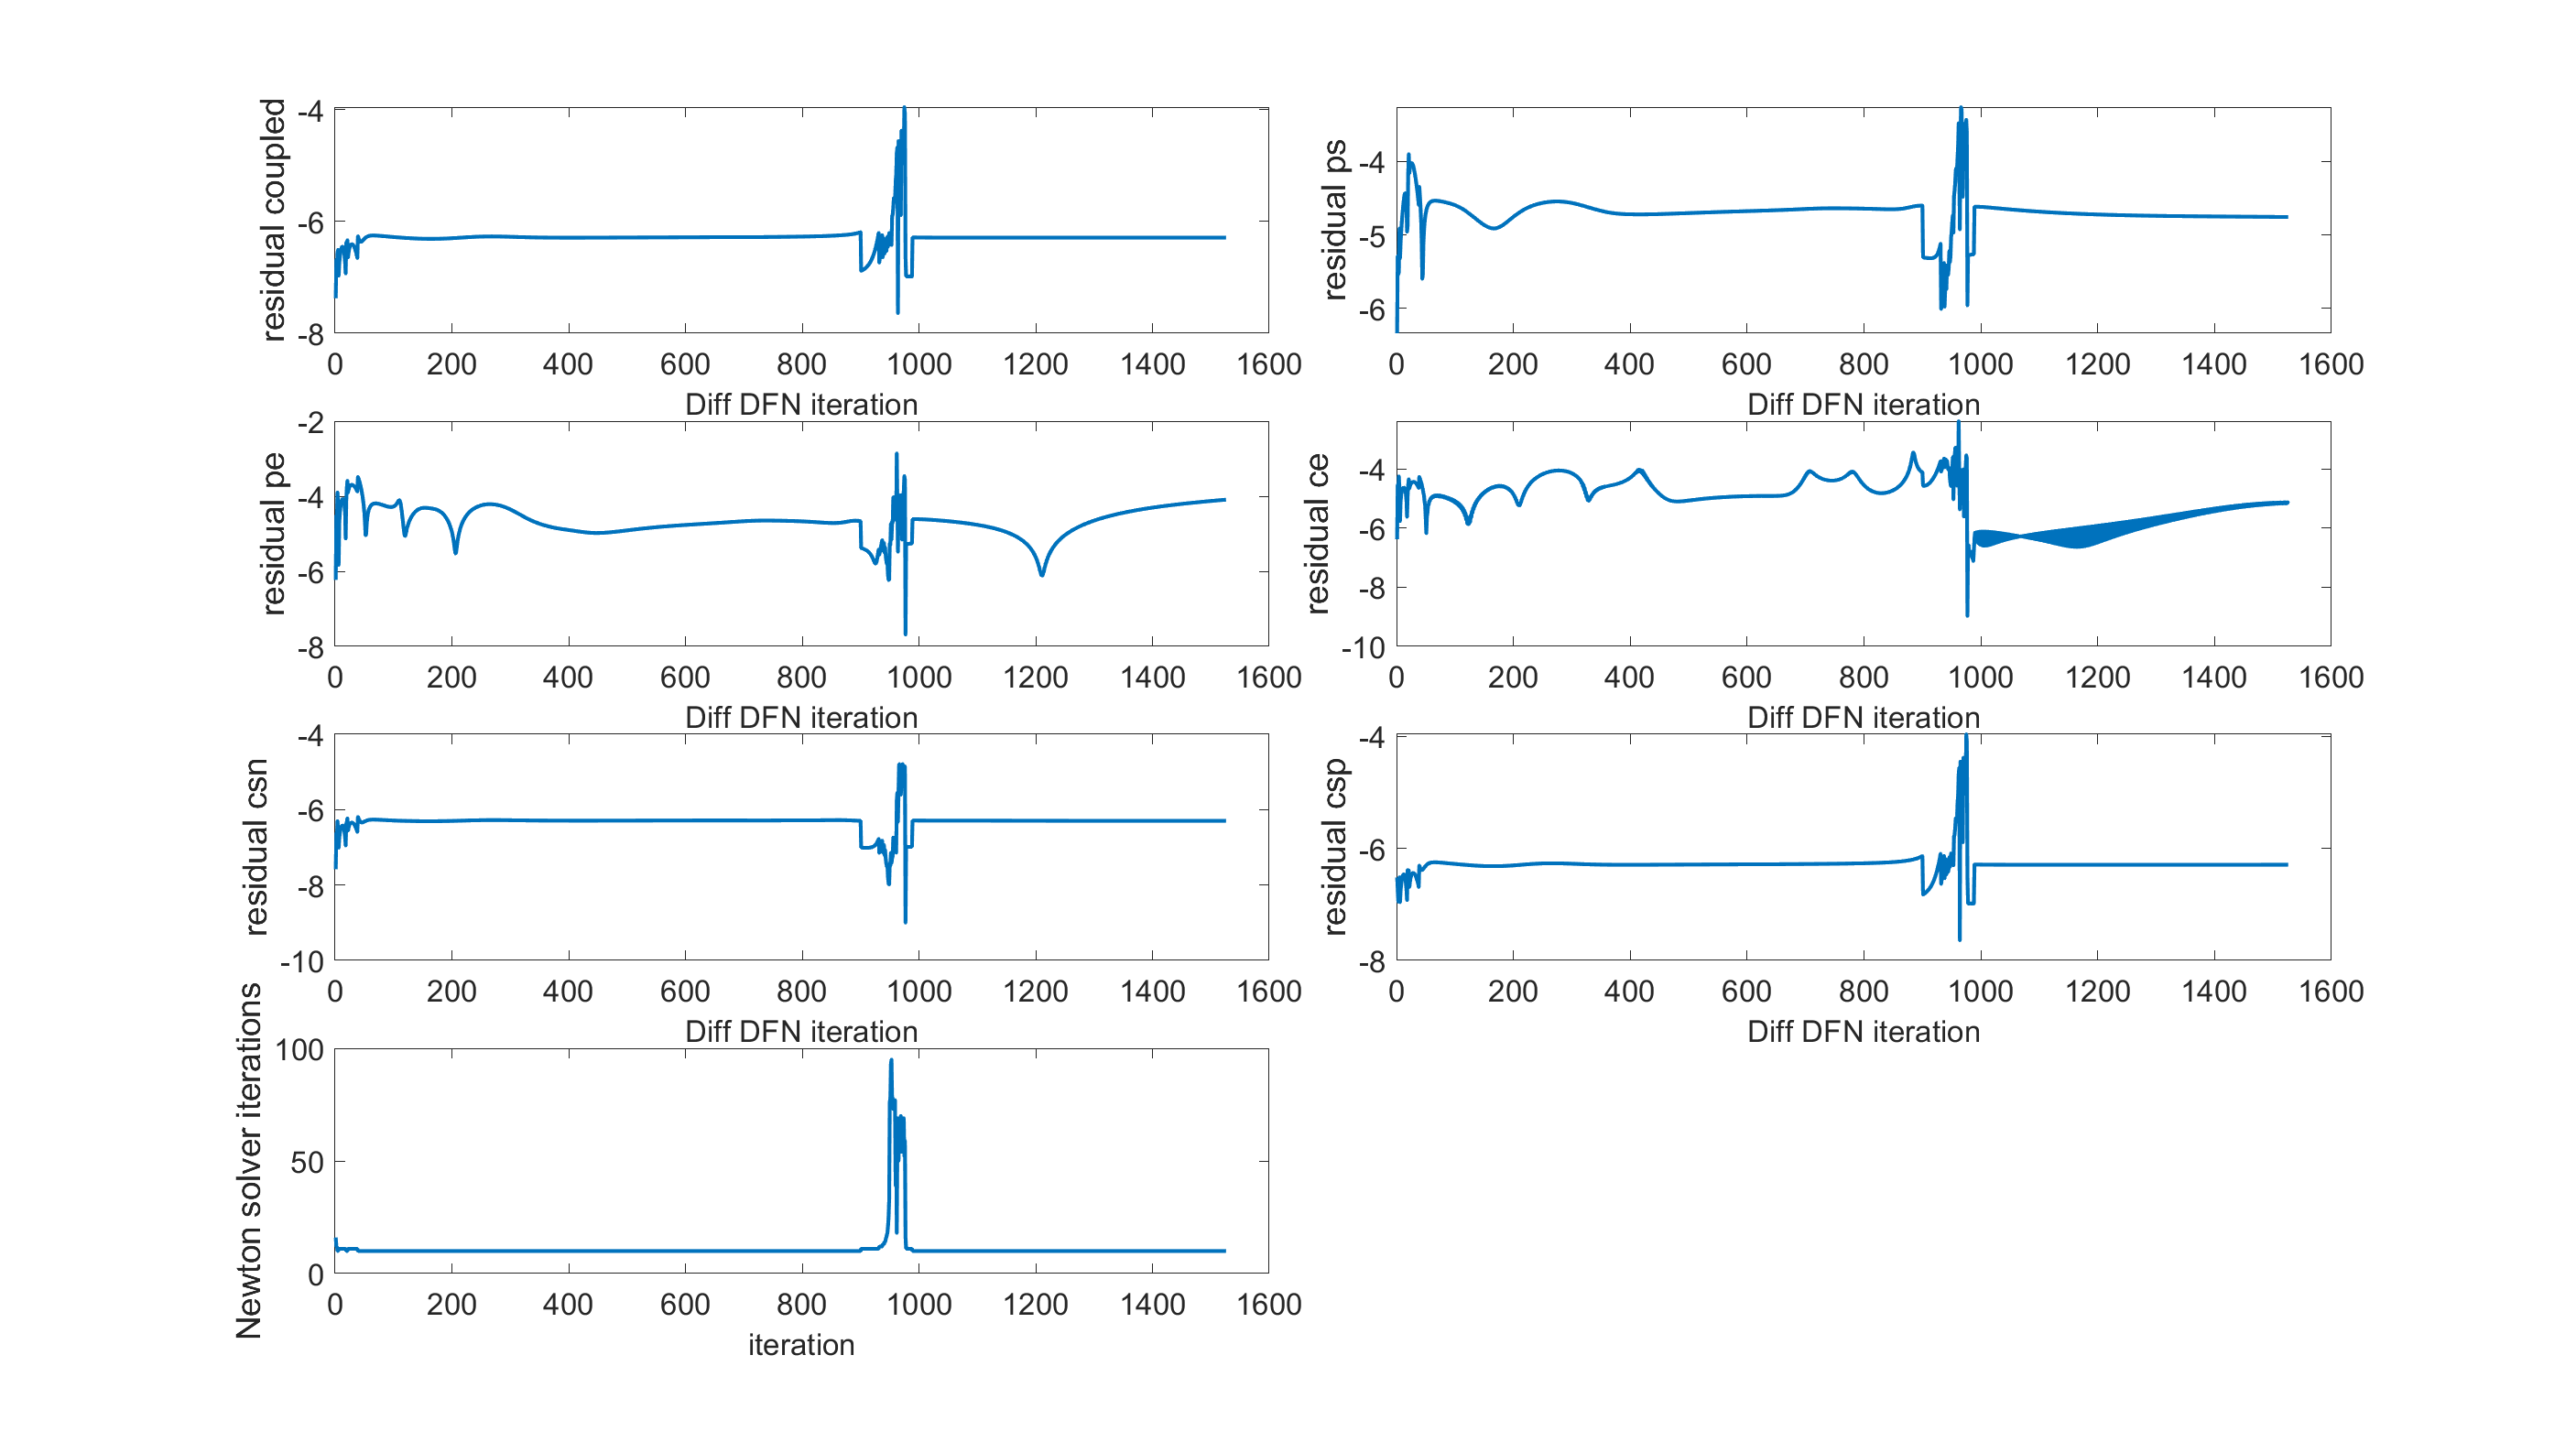 residual coupled
-4
-6
-8
0 200 400 600 800 1000 1200 1400 1600
Diff DFN iteration
residual ps
-4
-5
-6
0 200 400 600 800 1000 1200 1400 1600
Diff DFN iteration
residual pe
-2
-4
-6
-8
0 200 400 600 800 1000 1200 1400 1600
Diff DFN iteration
residual ce
-4
-6
-8
-10
0 200 400 600 800 1000 1200 1400 1600
Diff DFN iteration
residual csn
-4
-6
-8
-10
0 200 400 600 800 1000 1200 1400 1600
Diff DFN iteration
residual csp
-4
-6
-8
0 200 400 600 800 1000 1200 1400 1600
Diff DFN iteration
Newton solver iterations
100
50
0
0 200 400 600 800 1000 1200 1400 1600
iteration